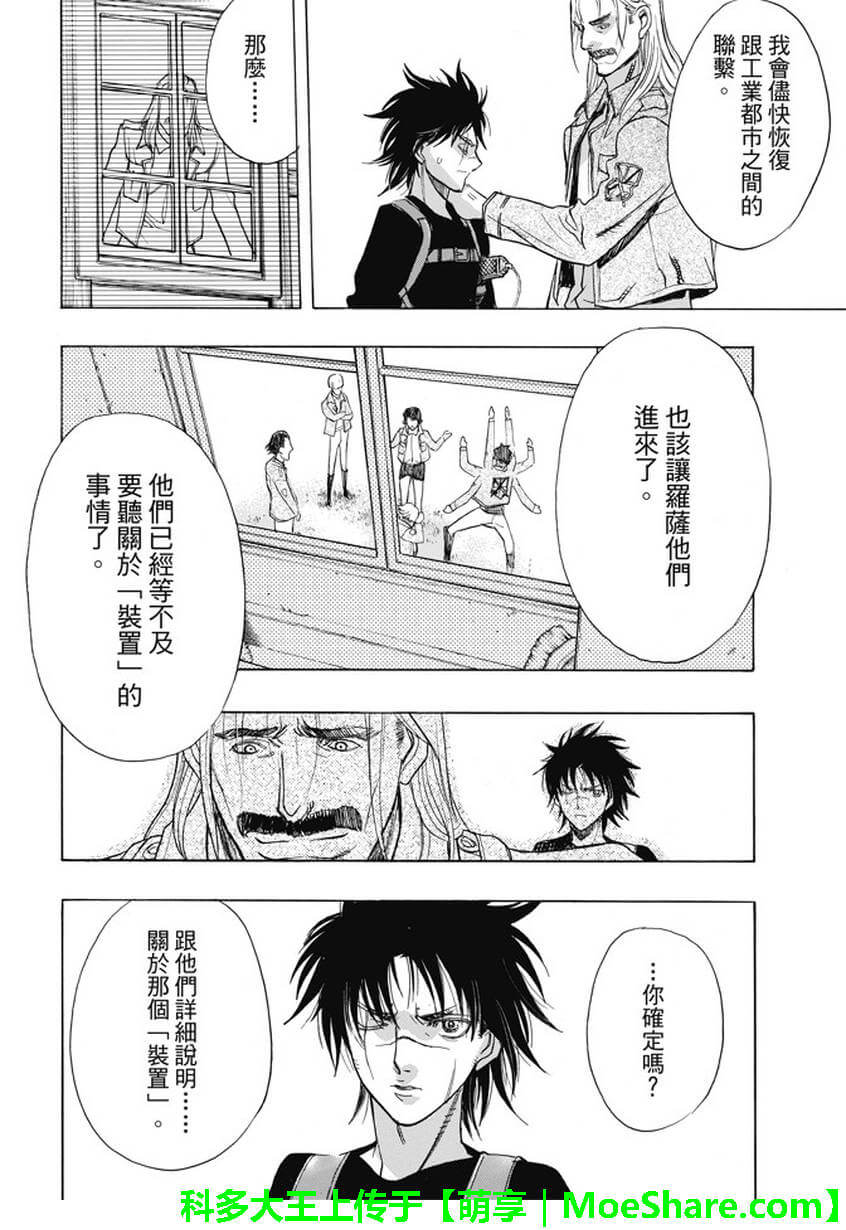 我會儘快恢復
跟工業都市之間的
聯繫。
那麼……
也該讓羅薩他們
進來了。
他們已經等不及
要聽關於「裝置」的
事情了。
…你確定嗎？
跟他們詳細說明……
關於那個「裝置」。
科多大王上传于【萌享｜MoeShare.com】